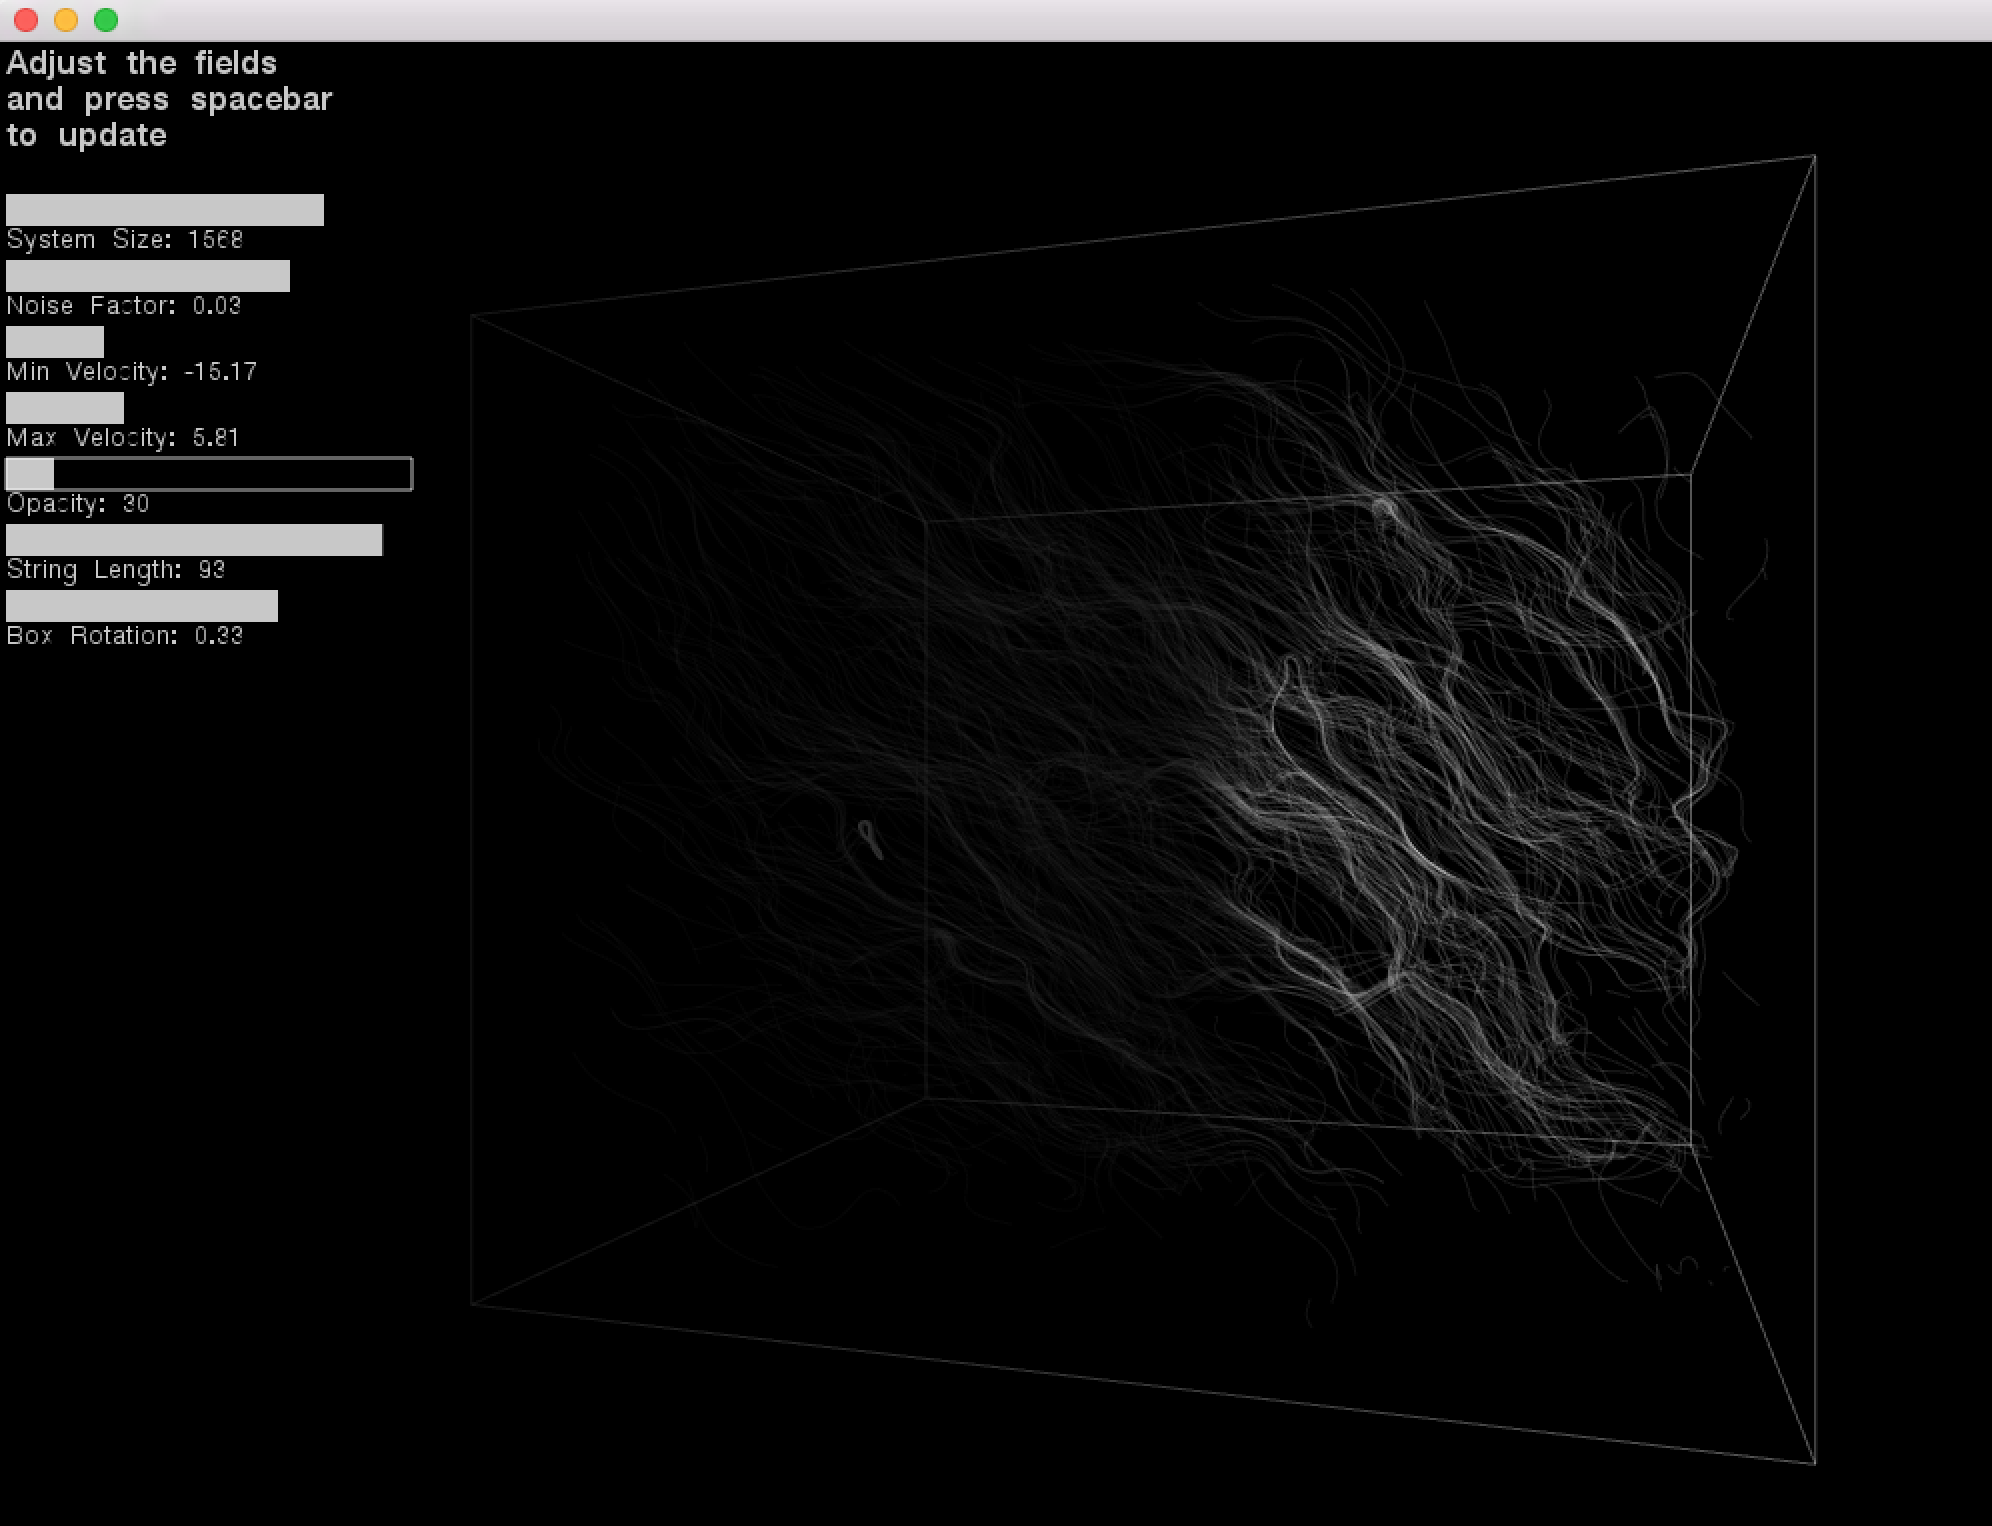 Adjust the fields
and press spacebar
to update
System Size: 1568
Noise Factor: 0.03
Min Velocity: -15.17
Max Velocity: 5.81
Opacity: 30
String Length: 93
Box Rotation: 0.33